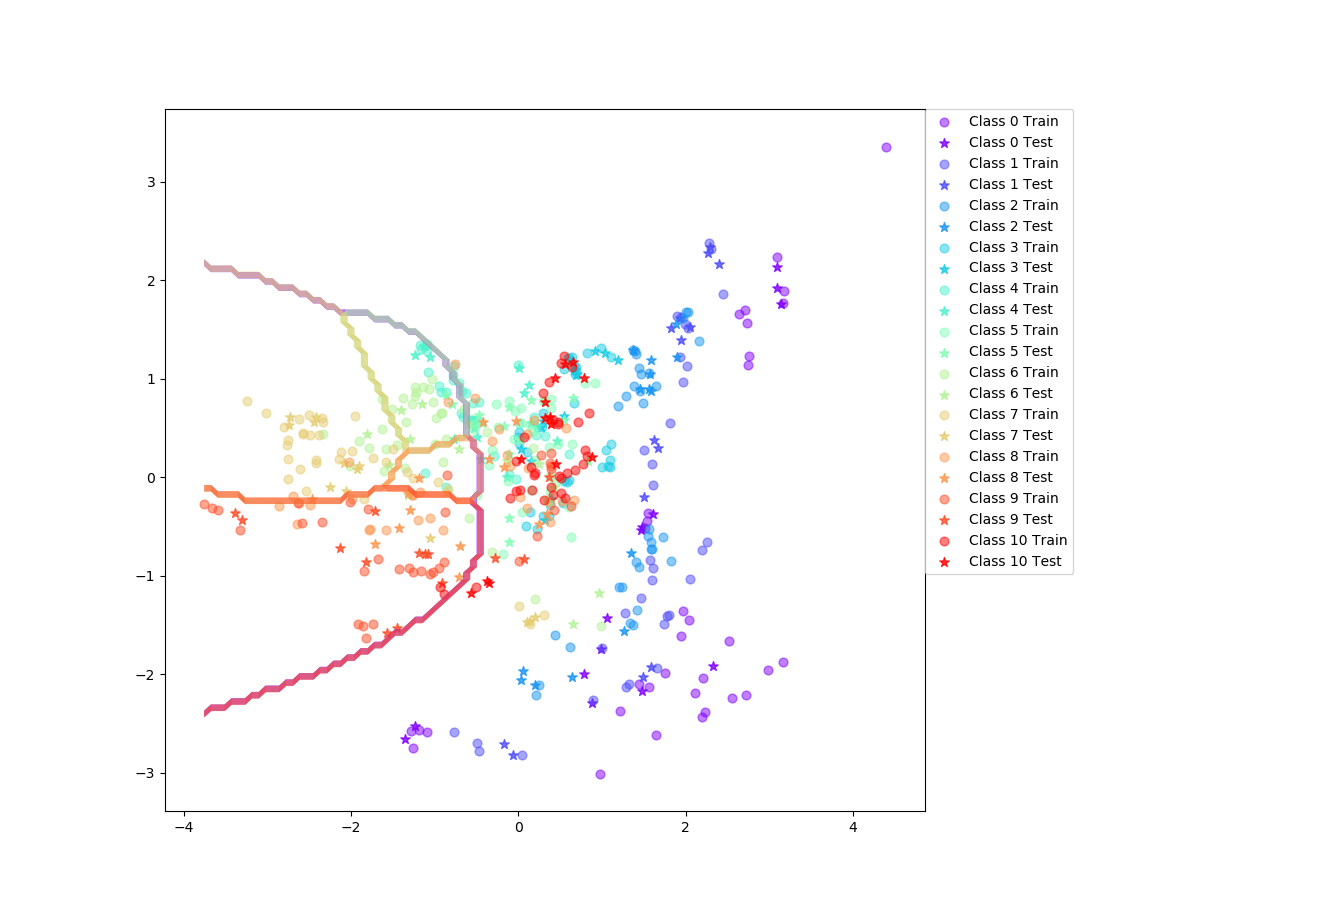 3
2
1
0
−1
−2
−3
−4
−2
0
2
4
Class 0 Train
Class 0 Test
Class 1 Train
Class 1 Test
Class 2 Train
Class 2 Test
Class 3 Train
Class 3 Test
Class 4 Train
Class 4 Test
Class 5 Train
Class 5 Test
Class 6 Train
Class 6 Test
Class 7 Train
Class 7 Test
Class 8 Train
Class 8 Test
Class 9 Train
Class 9 Test
Class 10 Train
Class 10 Test